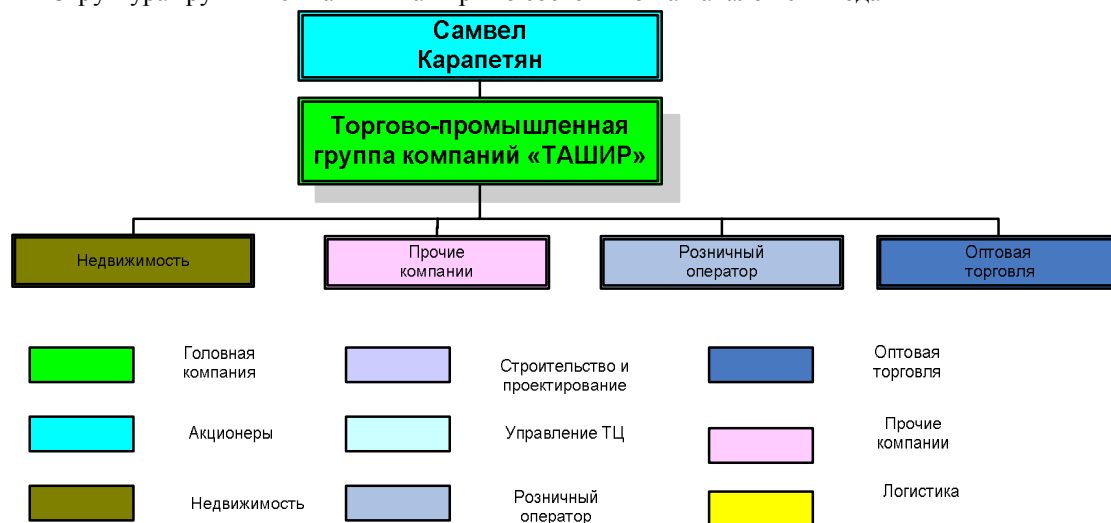 Самвел
Карапетян
Торгово-промышленная
группа компаний «ТАШИР»
Недвижимость
Прочие
компании
Розничный
оператор
Оптовая
торговля
Головная
компания
Строительство и
проектирование
Оптовая
торговля
Акционеры
Управление ТЦ
Прочие
компании
Недвижимость
Розничный
оператор
Логистика